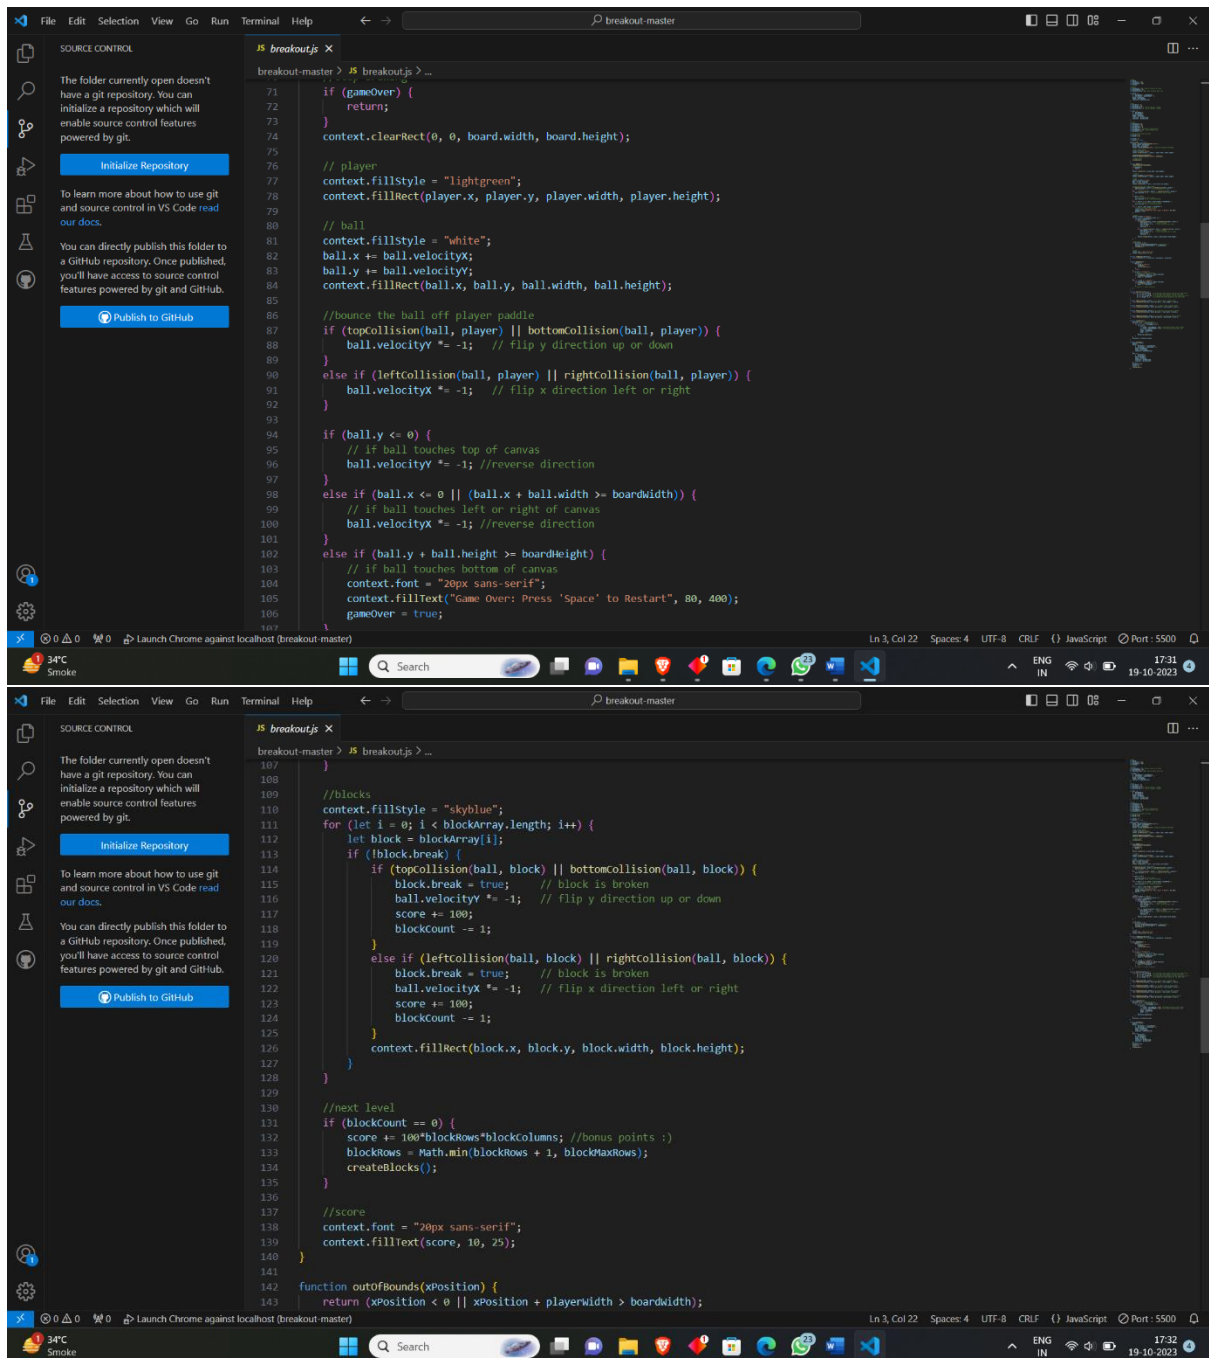 File Edit Selection View Go Run Terminal Help
breakout-master
SOURCE CONTROL
JS breakout.js
breakout-master > JS breakout.js > ...
The folder currently open doesn't
have a git repository. You can
initialize a repository which will
enable source control features
powered by git.
Initialize Repository
To learn more about how to use git
and source control in VS Code read
our docs.
You can directly publish this folder to
a GitHub repository. Once published,
you'll have access to source control
features powered by git and GitHub.
Publish to GitHub
71 if (gameOver) {
72 return;
73 }
74 context.clearRect(0, 0, board.width, board.height);
75
76 // player
77 context.fillStyle = "lightgreen";
78 context.fillRect(player.x, player.y, player.width, player.height);
79
80 // ball
81 context.fillStyle = "white";
82 ball.x += ball.velocityX;
83 ball.y += ball.velocityY;
84 context.fillRect(ball.x, ball.y, ball.width, ball.height);
85
86 //bounce the ball off player paddle
87 if (topCollision(ball, player) || bottomCollision(ball, player)) {
88 ball.velocityY *= -1; // flip y direction up or down
89 }
90 else if (leftCollision(ball, player) || rightCollision(ball, player)) {
91 ball.velocityX *= -1; // flip x direction left or right
92 }
93
94 if (ball.y <= 0) {
95 // if ball touches top of canvas
96 ball.velocityY *= -1; //reverse direction
97 }
98 else if (ball.x <= 0 || (ball.x + ball.width >= boardWidth)) {
99 // if ball touches left or right of canvas
100 ball.velocityX *= -1; //reverse direction
101 }
102 else if (ball.y + ball.height >= boardHeight) {
103 // if ball touches bottom of canvas
104 context.font = "20px sans-serif";
105 context.fillText("Game Over: Press 'Space' to Restart", 80, 400);
106 gameOver = true;
107 }
0 0 0 Launch Chrome against localhost (breakout-master)
Ln 3, Col 22 Spaces: 4 UTF-8 CRLF {} JavaScript Port : 5500
1 34°C
Smoke
Search
23
ENG
IN
17:31
19-10-2023
4
File Edit Selection View Go Run Terminal Help
breakout-master
SOURCE CONTROL
JS breakout.js
breakout-master > JS breakout.js > ...
The folder currently open doesn't
have a git repository. You can
initialize a repository which will
enable source control features
powered by git.
Initialize Repository
To learn more about how to use git
and source control in VS Code read
our docs.
You can directly publish this folder to
a GitHub repository. Once published,
you'll have access to source control
features powered by git and GitHub.
Publish to GitHub
107 }
108
109 //blocks
110 context.fillStyle = "skyblue";
111 for (let i = 0; i < blockArray.length; i++) {
112 let block = blockArray[i];
113 if (!block.break) {
114 if (topCollision(ball, block) || bottomCollision(ball, block)) {
115 block.break = true; // block is broken
116 ball.velocityY *= -1; // flip y direction up or down
117 score += 100;
118 blockCount -= 1;
119 }
120 else if (leftCollision(ball, block) || rightCollision(ball, block)) {
121 block.break = true; // block is broken
122 ball.velocityX *= -1; // flip x direction left or right
123 score += 100;
124 blockCount -= 1;
125 }
126 context.fillRect(block.x, block.y, block.width, block.height);
127 }
128 }
129
130 //next level
131 if (blockCount == 0) {
132 score += 100*blockRows*blockColumns; //bonus points :)
133 blockRows = Math.min(blockRows + 1, blockMaxRows);
134 createBlocks();
135 }
136
137 //score
138 context.font = "20px sans-serif";
139 context.fillText(score, 10, 25);
140 }
141
142 function outOfBounds(xPosition) {
143 return (xPosition < 0 || xPosition + playerWidth > boardWidth);
0 0 0 Launch Chrome against localhost (breakout-master)
Ln 3, Col 22 Spaces: 4 UTF-8 CRLF {} JavaScript Port : 5500
1 34°C
Smoke
Search
23
ENG
IN
17:32
19-10-2023
4